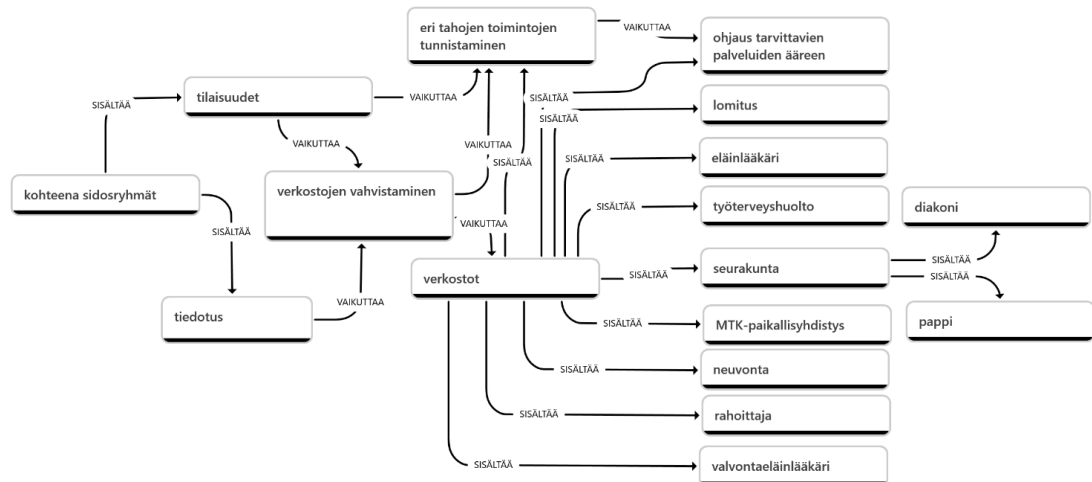 eri tahojen toimintojen
tunnistaminen
VAIKUTTAA
ohjaus tarvittavien
palveluiden ääreen
SISÄLTÄÄ
tilaisuudet
VAIKUTTAA
SISÄLTÄÄ
lomitus
SISÄLTÄÄ
VAIKUTTAA
VAIKUTTAA
SISÄLTÄÄ
SISÄLTÄÄ
eläinlääkäri
kohteena sidosryhmät
verkostojen vahvistaminen
SISÄLTÄÄ
työterveyshuolto
diakoni
SISÄLTÄÄ
VAIKUTTAA
verkostot
SISÄLTÄÄ
seurakunta
SISÄLTÄÄ
SISÄLTÄÄ
tiedotus
VAIKUTTAA
SISÄLTÄÄ
MTK-paikallisyhdistys
pappi
SISÄLTÄÄ
neuvonta
SISÄLTÄÄ
rahoittaja
SISÄLTÄÄ
valvontaeläinlääkäri